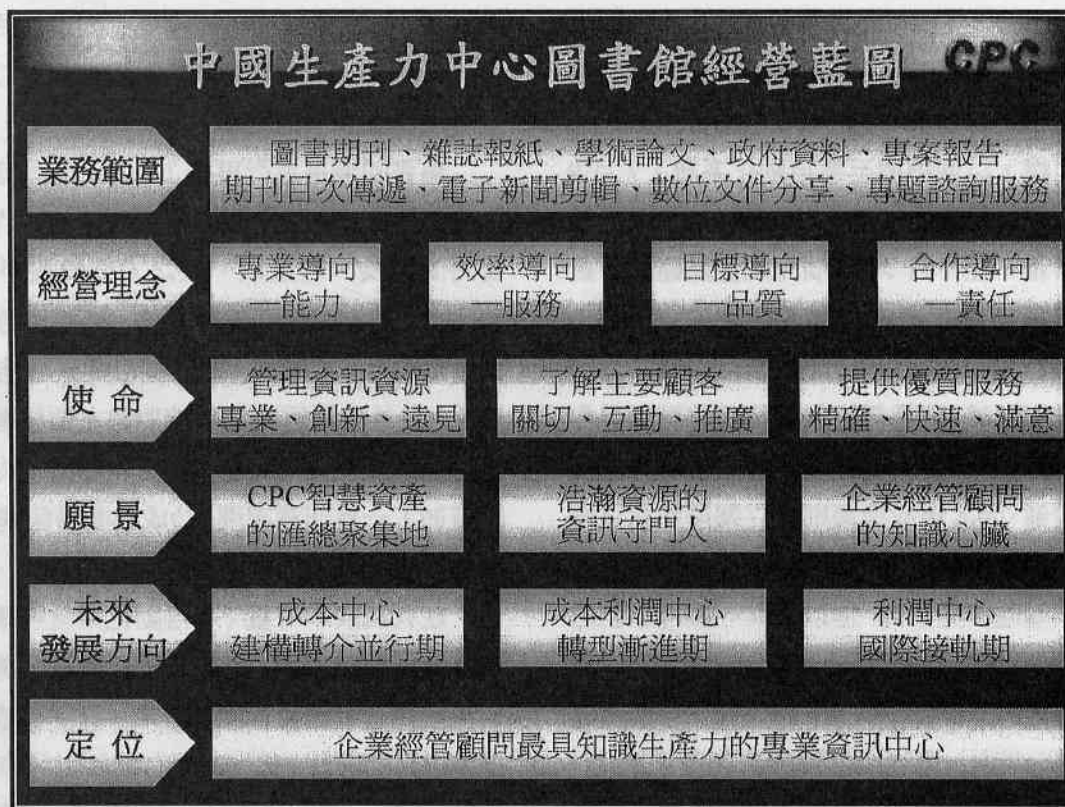 中國生產力中心圖書館經營藍圖
CPC
業務範圍
圖書期刊、雜誌報紙、學術論文、政府資料、專案報告
期刊目次傳遞、電子新聞剪輯、數位文件分享、專題諮詢服務
經營理念
專業導向
—能力
效率導向
—服務
目標導向
—品質
合作導向
—責任
使 命
管理資訊資源
專業、創新、遠見
了解主要顧客
關切、互動、推廣
提供優質服務
精確、快速、滿意
願 景
CPC智慧資產
的匯總聚集地
浩瀚資源的
資訊守門人
企業經管顧問
的知識心臟
未來
發展方向
成本中心
建構轉介並行期
成本利潤中心
轉型漸進期
利潤中心
國際接軌期
定 位
企業經管顧問最具知識生產力的專業資訊中心